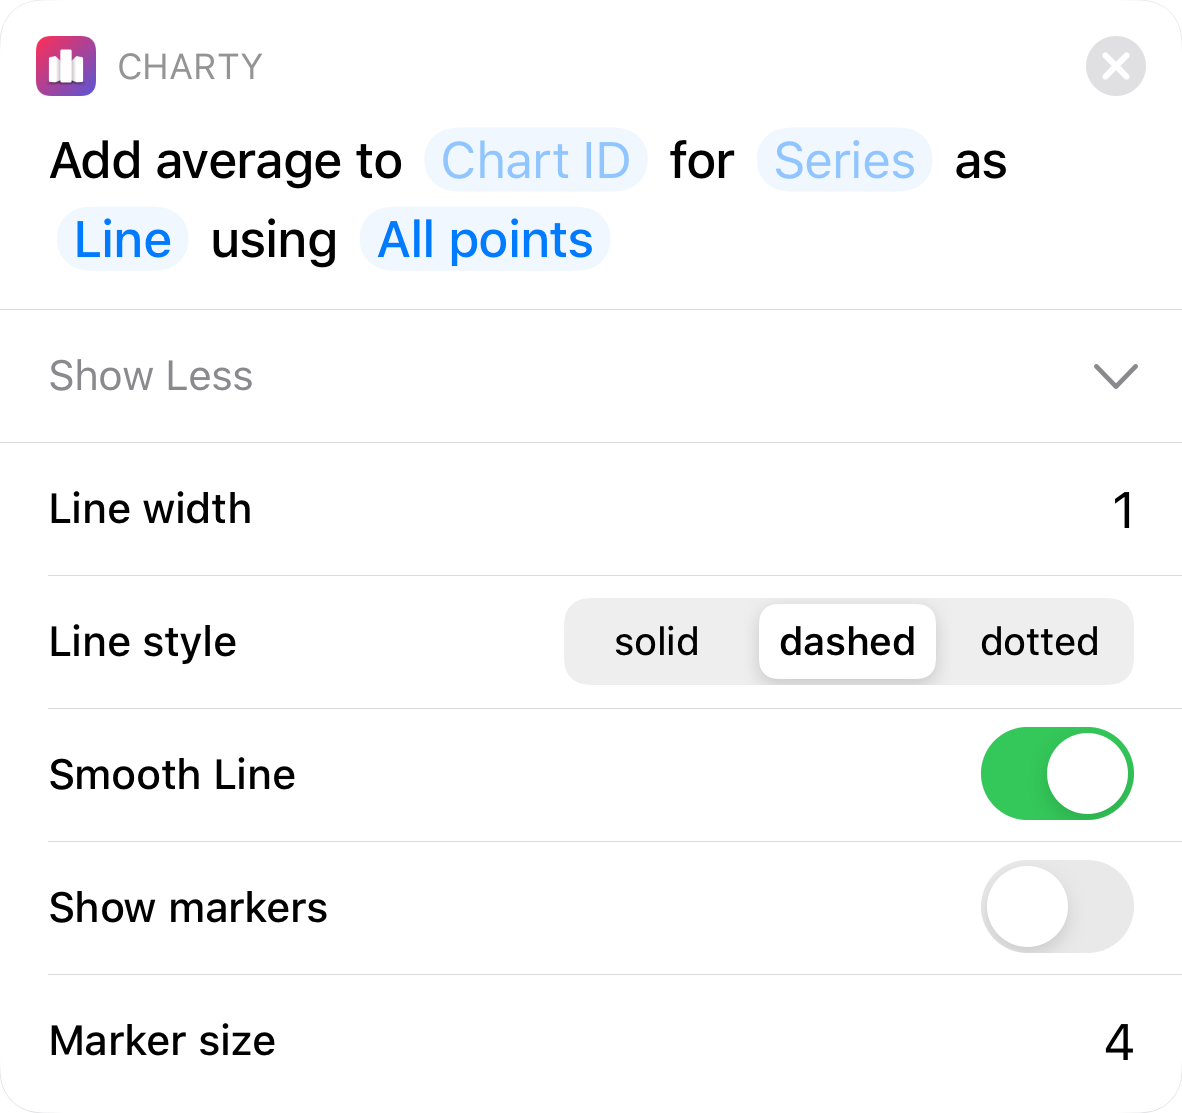 CHARTY
Add average to Chart ID for Series as
Line using All points
Show Less
Line width 1
Line style solid dashed dotted
Smooth Line
Show markers
Marker size 4